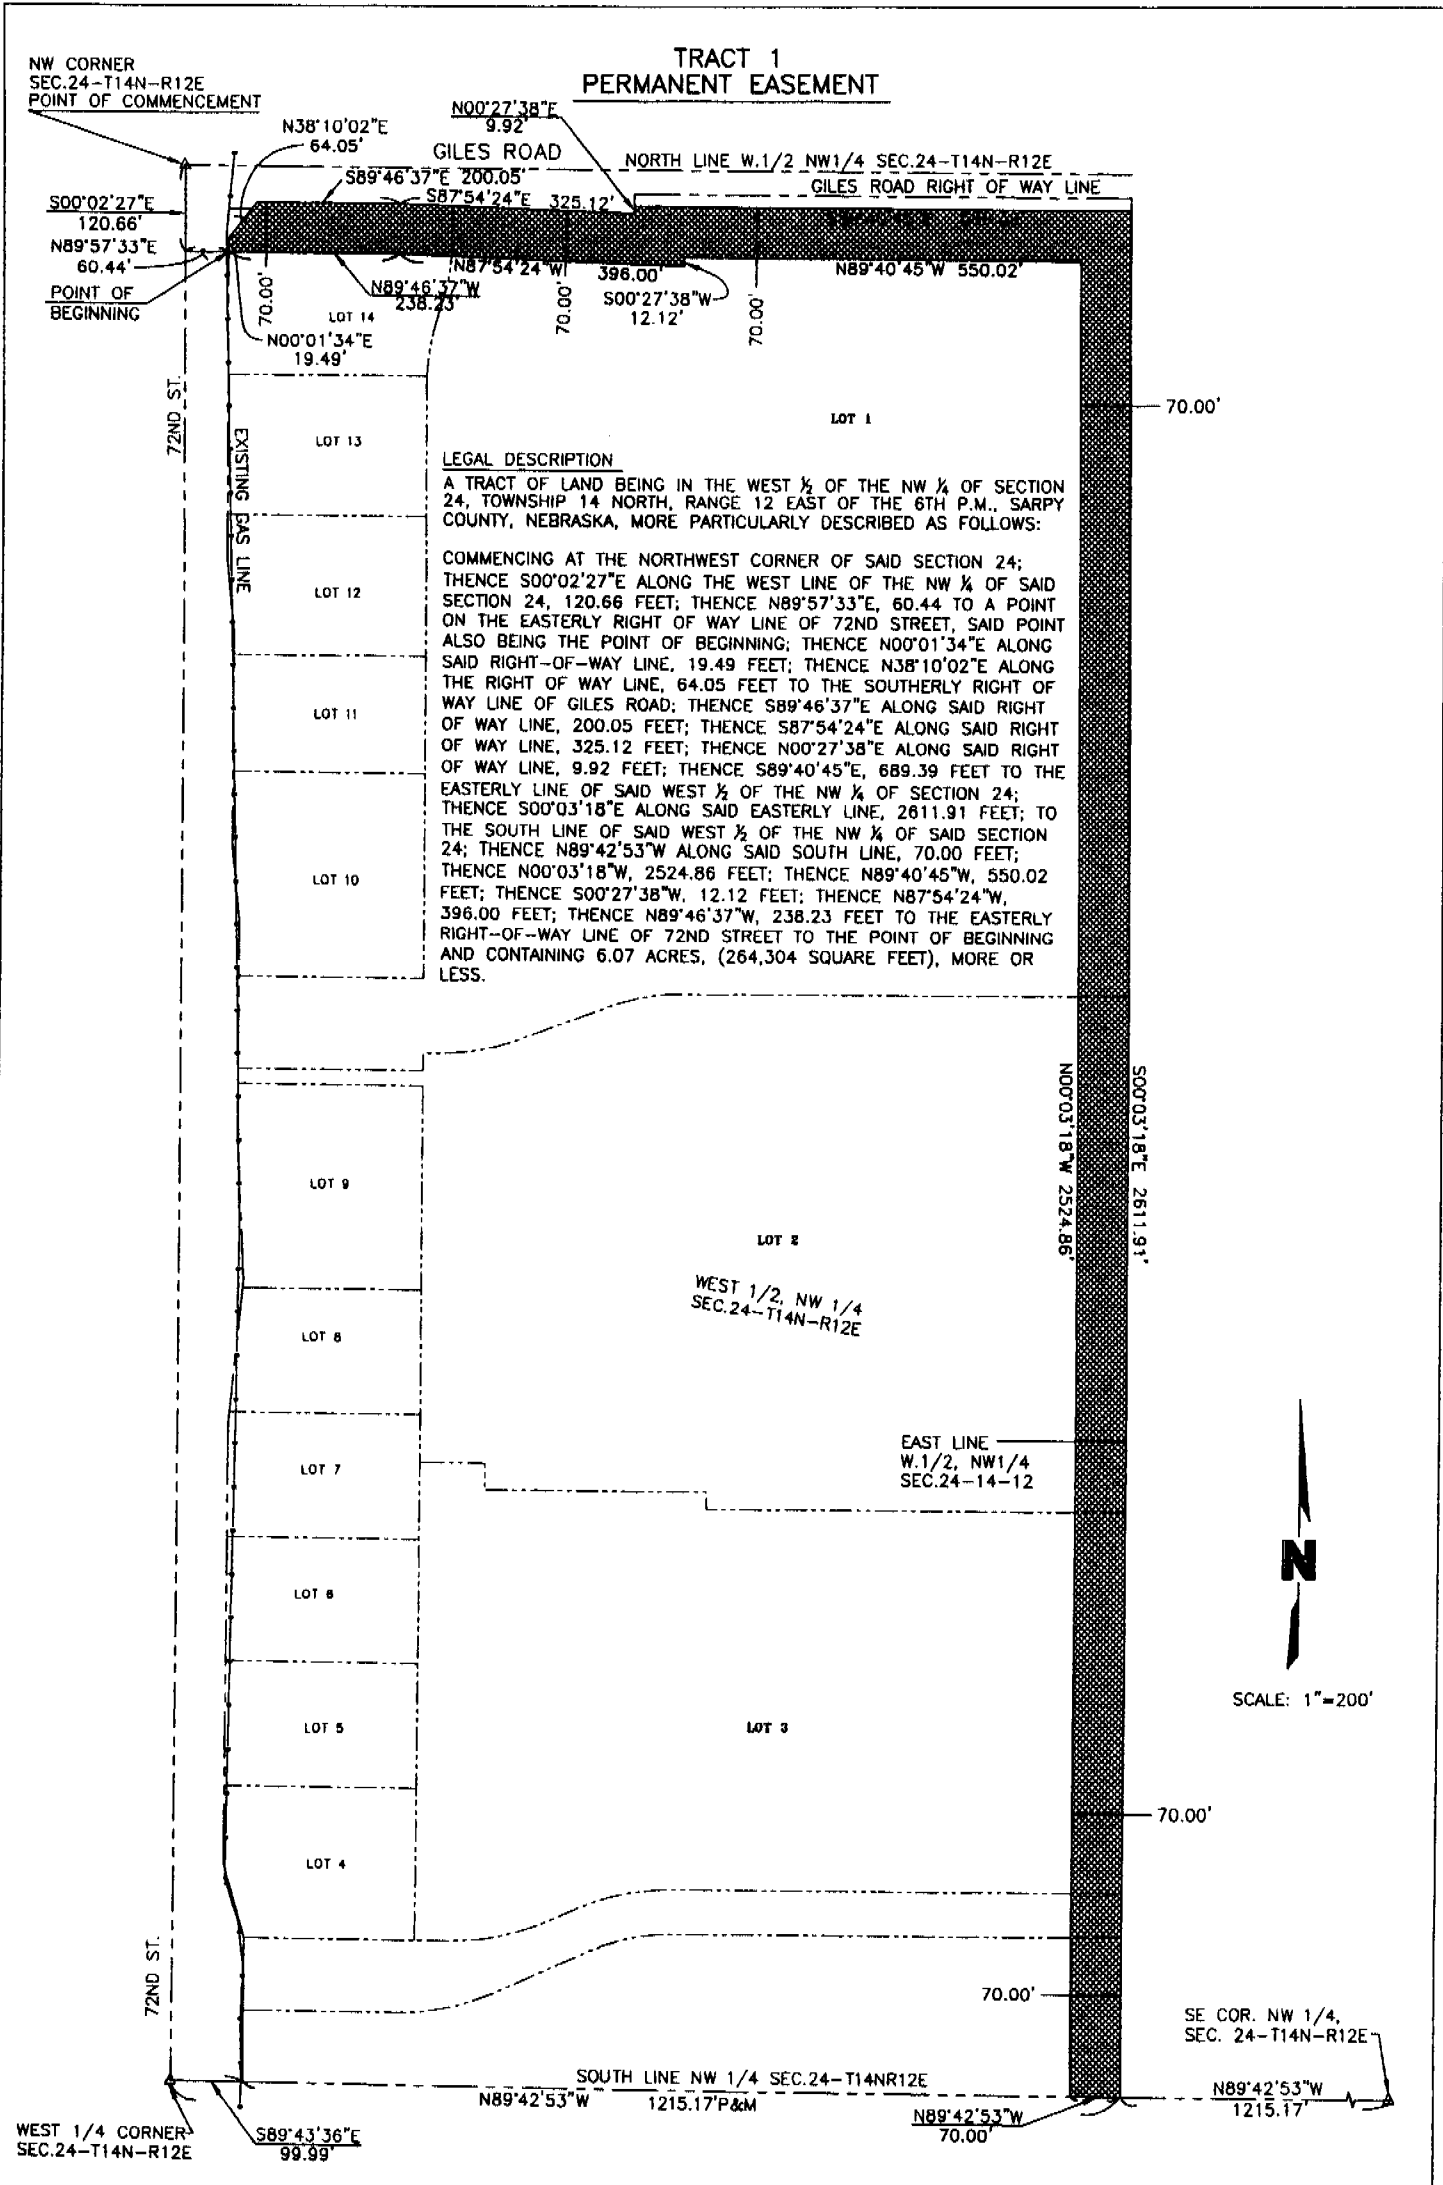 TRACT 1
PERMANENT EASEMENT
NW CORNER
SEC.24-T14N-R12E
POINT OF COMMENCEMENT
N00°27'38"E
9.92'
N38°10'02"E
64.05'
GILES ROAD
NORTH LINE W.1/2 NW1/4 SEC.24-T14N-R12E
S89°46'37"E 200.05'
GILES ROAD RIGHT OF WAY LINE
S87°54'24"E 325.12'
S00°02'27"E
120.66'
N89°57'33"E
60.44'
POINT OF
BEGINNING
N87°54'24"W
396.00'
N89°40'45"W 550.02'
N89°46'37"W
238.23'
S00°27'38"W
12.12'
70.00'
70.00'
70.00'
LOT 14
N00°01'34"E
19.49'
72ND ST.
EXISTING GAS LINE
70.00'
LOT 1
LOT 13
LEGAL DESCRIPTION
A TRACT OF LAND BEING IN THE WEST ½ OF THE NW ¼ OF SECTION
24, TOWNSHIP 14 NORTH, RANGE 12 EAST OF THE 6TH P.M., SARPY
COUNTY, NEBRASKA, MORE PARTICULARLY DESCRIBED AS FOLLOWS:
COMMENCING AT THE NORTHWEST CORNER OF SAID SECTION 24;
THENCE S00°02'27"E ALONG THE WEST LINE OF THE NW ¼ OF SAID
SECTION 24, 120.66 FEET; THENCE N89°57'33"E, 60.44 TO A POINT
ON THE EASTERLY RIGHT OF WAY LINE OF 72ND STREET, SAID POINT
ALSO BEING THE POINT OF BEGINNING; THENCE N00°01'34"E ALONG
SAID RIGHT-OF-WAY LINE, 19.49 FEET; THENCE N38°10'02"E ALONG
THE RIGHT OF WAY LINE, 64.05 FEET TO THE SOUTHERLY RIGHT OF
WAY LINE OF GILES ROAD; THENCE S89°46'37"E ALONG SAID RIGHT
OF WAY LINE, 200.05 FEET; THENCE S87°54'24"E ALONG SAID RIGHT
OF WAY LINE, 325.12 FEET; THENCE N00°27'38"E ALONG SAID RIGHT
OF WAY LINE, 9.92 FEET; THENCE S89°40'45"E, 689.39 FEET TO THE
EASTERLY LINE OF SAID WEST ½ OF THE NW ¼ OF SECTION 24;
THENCE S00°03'18"E ALONG SAID EASTERLY LINE, 2611.91 FEET; TO
THE SOUTH LINE OF SAID WEST ½ OF THE NW ¼ OF SAID SECTION
24; THENCE N89°42'53"W ALONG SAID SOUTH LINE, 70.00 FEET;
THENCE N00°03'18"W, 2524.86 FEET; THENCE N89°40'45"W, 550.02
FEET; THENCE S00°27'38"W, 12.12 FEET; THENCE N87°54'24"W,
396.00 FEET; THENCE N89°46'37"W, 238.23 FEET TO THE EASTERLY
RIGHT-OF-WAY LINE OF 72ND STREET TO THE POINT OF BEGINNING
AND CONTAINING 6.07 ACRES, (264,304 SQUARE FEET), MORE OR
LESS.
LOT 12
LOT 11
LOT 10
N00°03'18"W 2524.86'
S00°03'18"E 2611.91'
LOT 9
LOT 2
WEST 1/2, NW 1/4
SEC.24-T14N-R12E
LOT 8
EAST LINE
W.1/2, NW1/4
SEC.24-14-12
LOT 7
N
LOT 6
SCALE: 1"=200'
LOT 5
LOT 3
70.00'
LOT 4
72ND ST.
70.00'
SE COR. NW 1/4,
SEC. 24-T14N-R12E
SOUTH LINE NW 1/4 SEC.24-T14NR12E
N89°42'53"W 1215.17'P&M
N89°42'53"W
70.00'
N89°42'53"W
1215.17'
WEST 1/4 CORNER
SEC.24-T14N-R12E
S89°43'36"E
99.99'